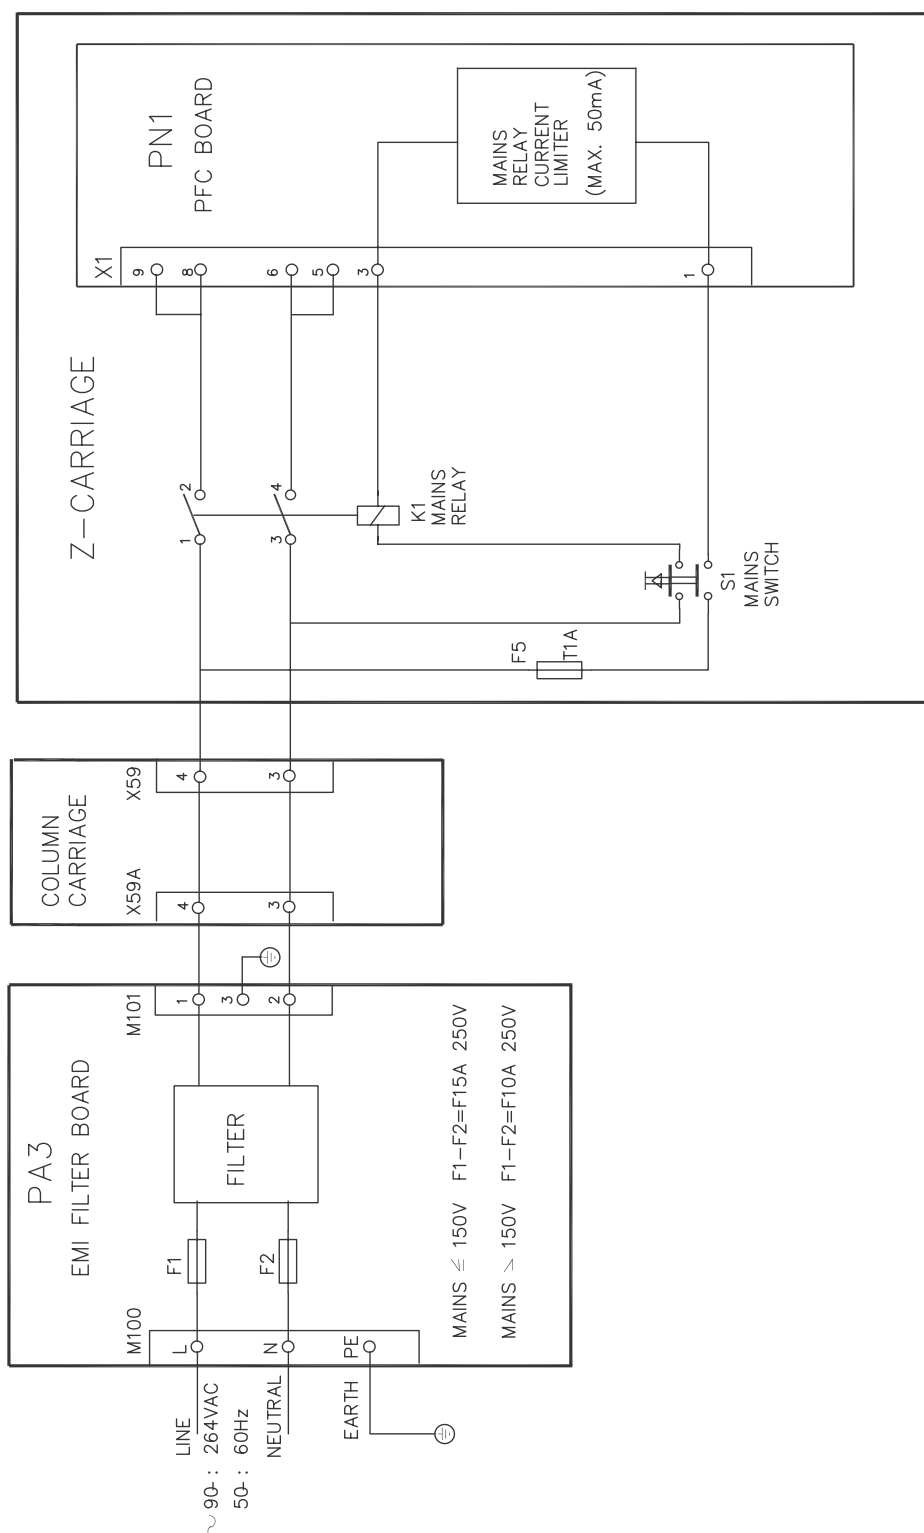 PA3
EMI FILTER BOARD
M100
M101
LINE
~ 90-: 264VAC
50-: 60Hz
NEUTRAL
EARTH
L
N
PE
F1
F2
FILTER
1
3
2
MAINS ≤ 150V F1-F2=F15A 250V
MAINS > 150V F1-F2=F10A 250V
COLUMN
CARRIAGE
X59A
X59
4
3
4
3
Z-CARRIAGE
1
2
3
4
K1
MAINS
RELAY
F5
T1A
S1
MAINS
SWITCH
PN1
PFC BOARD
X1
9
8
6
5
3
1
MAINS
RELAY
CURRENT
LIMITER
(MAX. 50mA)